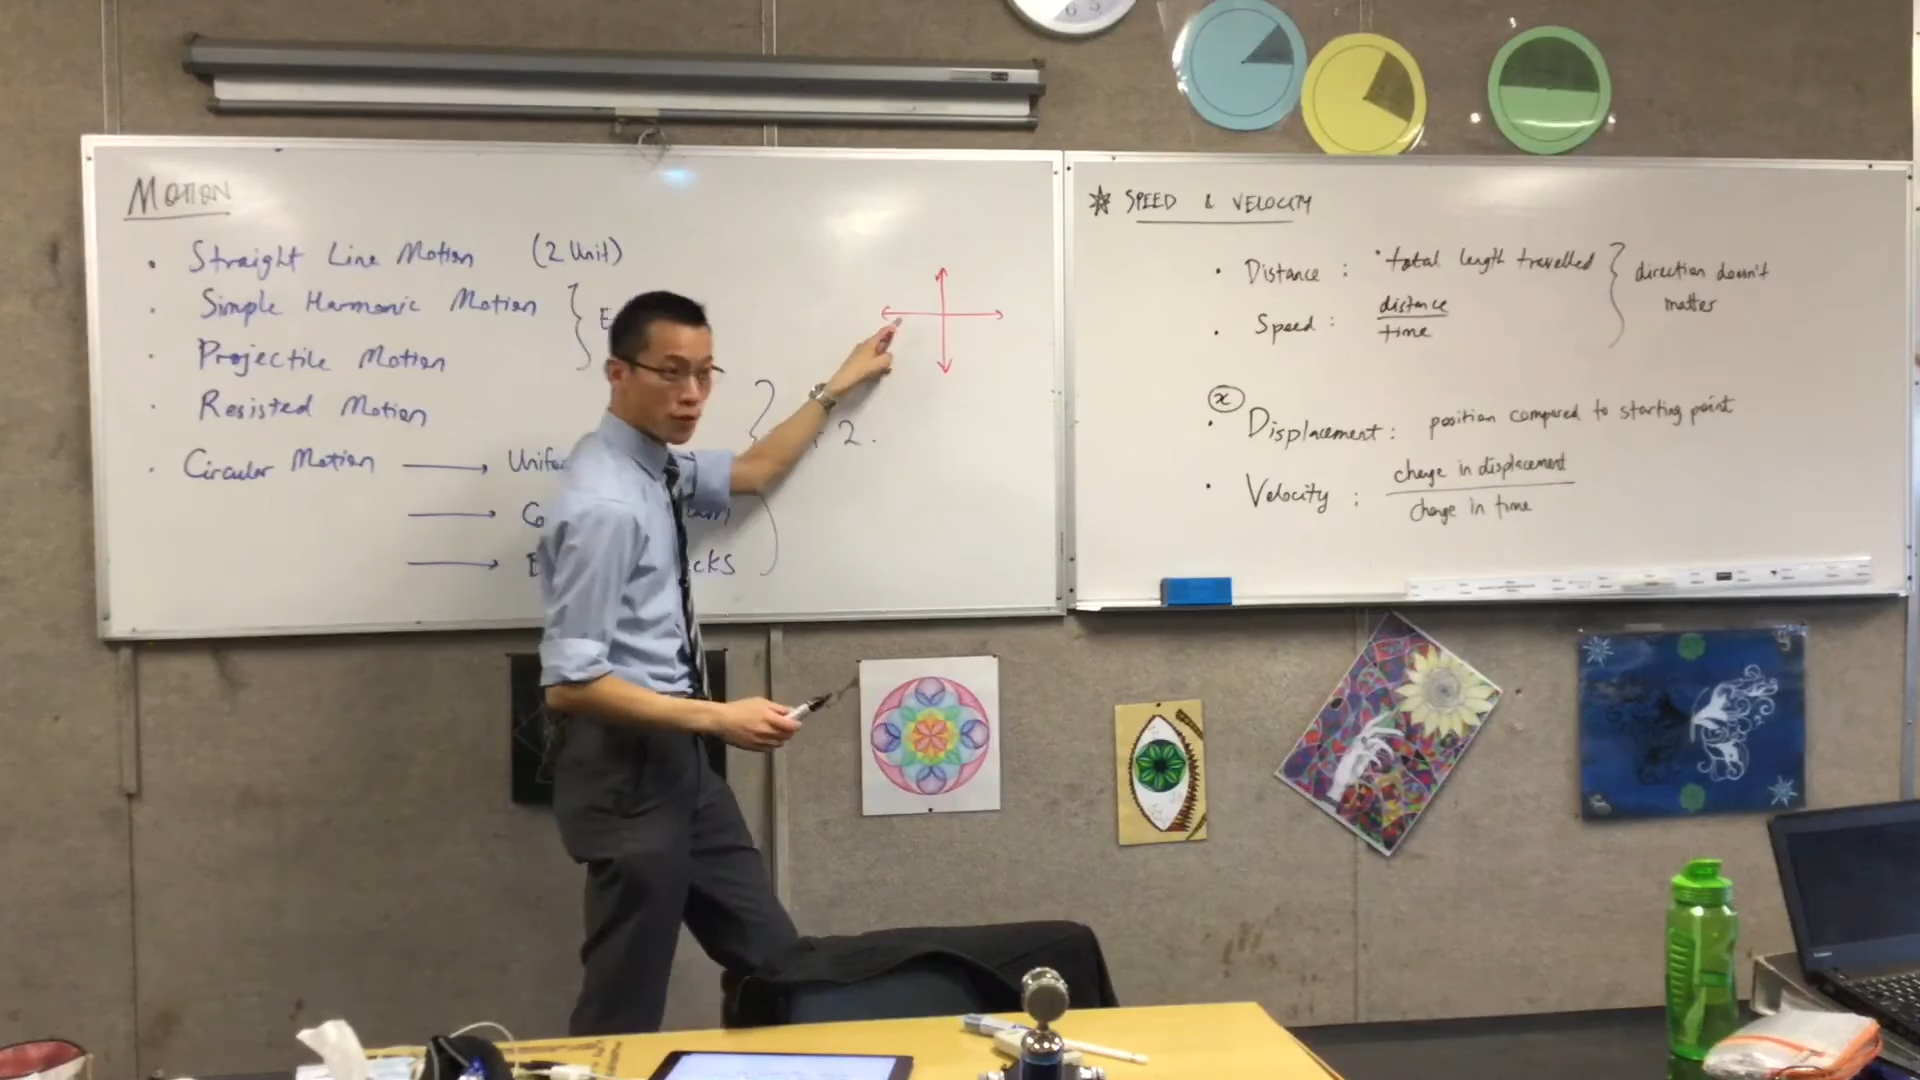 MOTION
• Straight Line Motion (2 Unit)
• Simple Harmonic Motion
• Projectile Motion
• Resisted Motion
• Circular Motion
2.
SPEED & VELOCITY
• Distance : • total length travelled
• Speed : distance
time
direction doesn't
matter
x
• Displacement : position compared to starting point
• Velocity : change in displacement
change in time
6 5